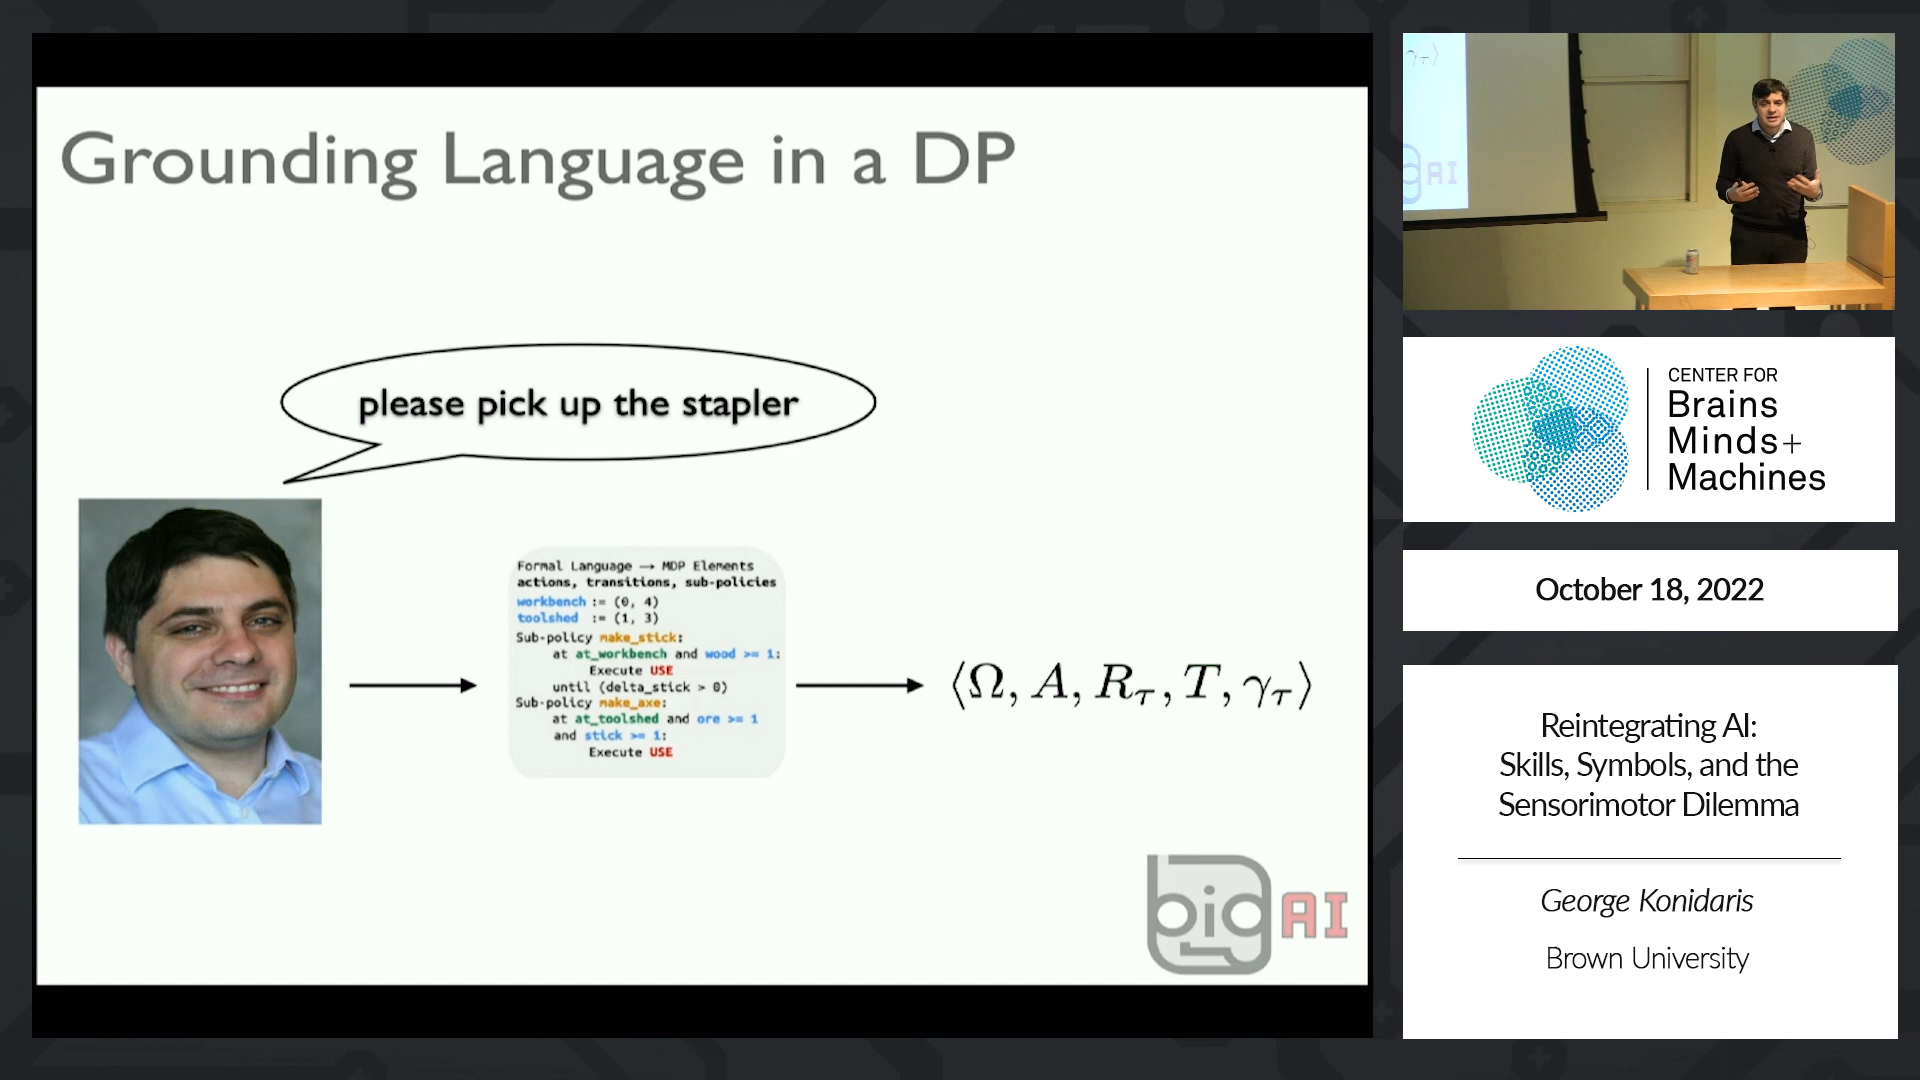 Grounding Language in a DP
please pick up the stapler
Formal Language → MDP Elements
actions, transitions, sub-policies
workbench := (0, 4)
toolshed := (1, 3)
Sub-policy make_stick:
at at_workbench and wood >= 1:
Execute USE
until (delta_stick > 0)
Sub-policy make_axe:
at at_toolshed and ore >= 1
and stick >= 1:
Execute USE
⟨Ω, A, R_τ, T, γ_τ⟩
big AI
γ_τ⟩
AI
CENTER FOR
Brains
Minds+
Machines
October 18, 2022
Reintegrating AI:
Skills, Symbols, and the
Sensorimotor Dilemma
George Konidaris
Brown University